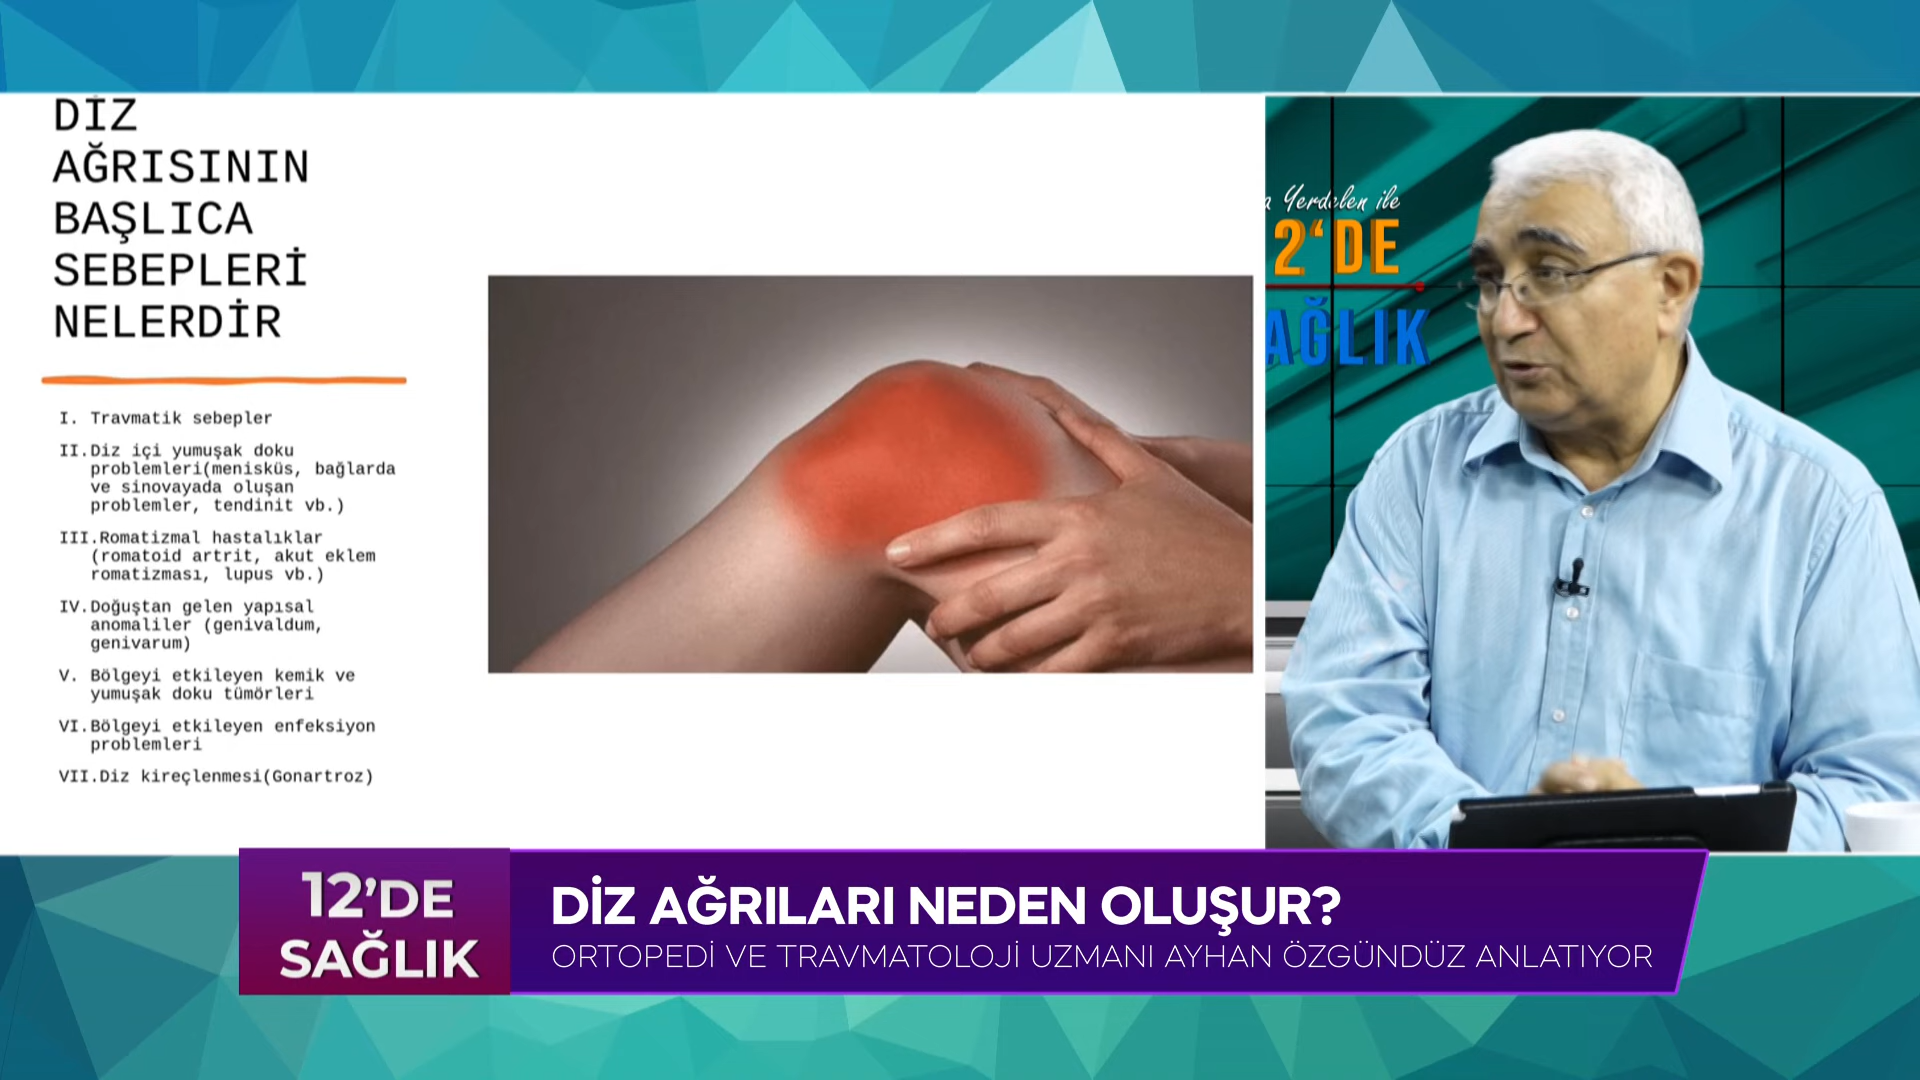 DİZ
AĞRISININ
BAŞLICA
SEBEPLERİ
NELERDİR
I. Travmatik sebepler
II.Diz içi yumuşak doku
problemleri(menisküs, bağlarda
ve sinovayada oluşan
problemler, tendinit vb.)
III.Romatizmal hastalıklar
(romatoid artrit, akut eklem
romatizması, lupus vb.)
IV.Doğuştan gelen yapısal
anomaliler (genivaldum,
genivarum)
V. Bölgeyi etkileyen kemik ve
yumuşak doku tümörleri
VI.Bölgeyi etkileyen enfeksiyon
problemleri
VII.Diz kireçlenmesi(Gonartroz)
a Yerdelen ile
2'DE
AĞLIK
12'DE
SAĞLIK
DİZ AĞRILARI NEDEN OLUŞUR?
ORTOPEDİ VE TRAVMATOLOJİ UZMANI AYHAN ÖZGÜNDÜZ ANLATIYOR